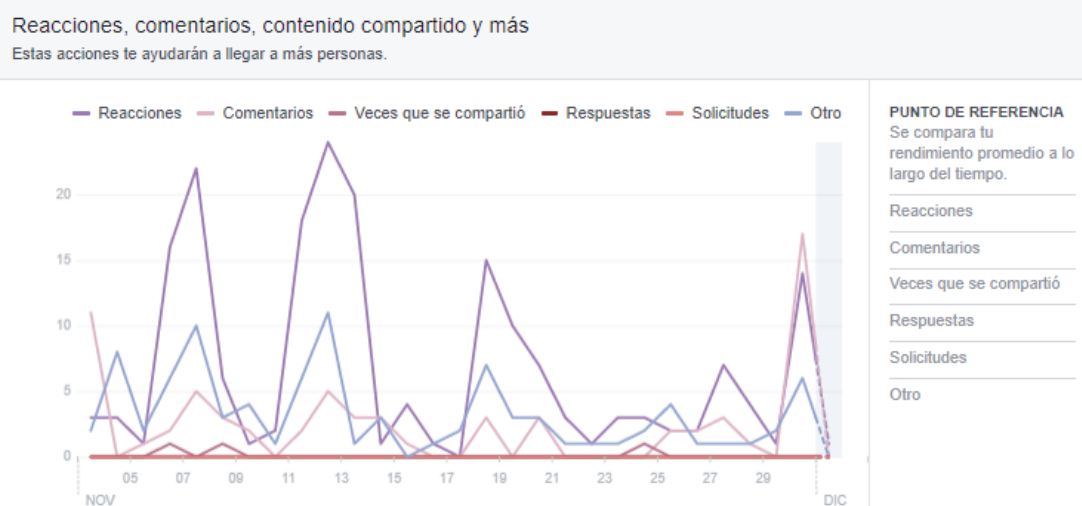 Reacciones, comentarios, contenido compartido y más
Estas acciones te ayudarán a llegar a más personas.
Reacciones Comentarios Veces que se compartió Respuestas Solicitudes Otro
20
15
10
5
0
05 07 09 11 13 15 17 19 21 23 25 27 29
NOV DIC
PUNTO DE REFERENCIA
Se compara tu
rendimiento promedio a lo
largo del tiempo.
Reacciones
Comentarios
Veces que se compartió
Respuestas
Solicitudes
Otro